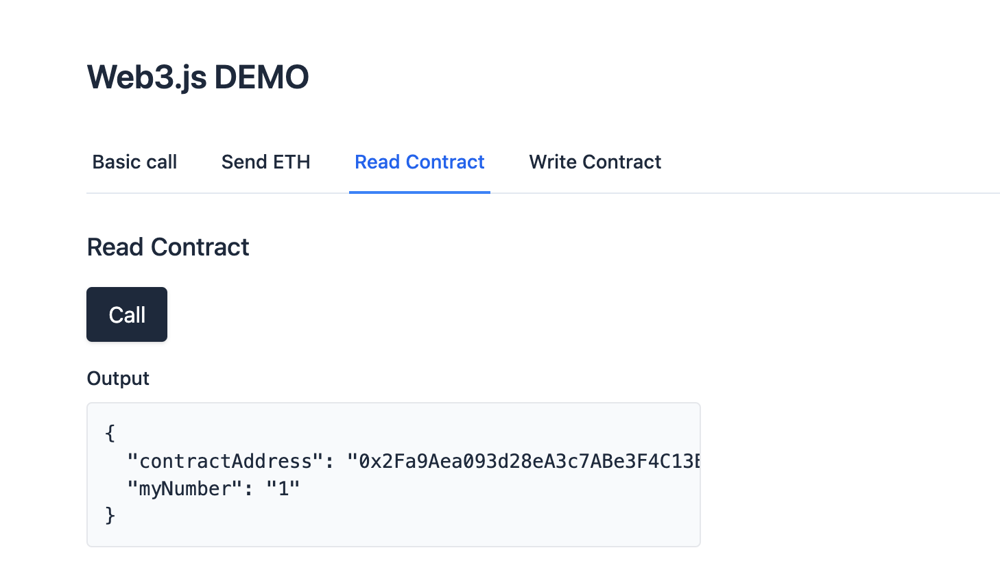 Web3.js DEMO
Basic call Send ETH Read Contract Write Contract
Read Contract
Call
Output
{
"contractAddress": "0x2Fa9Aea093d28eA3c7ABe3F4C13
"myNumber": "1"
}